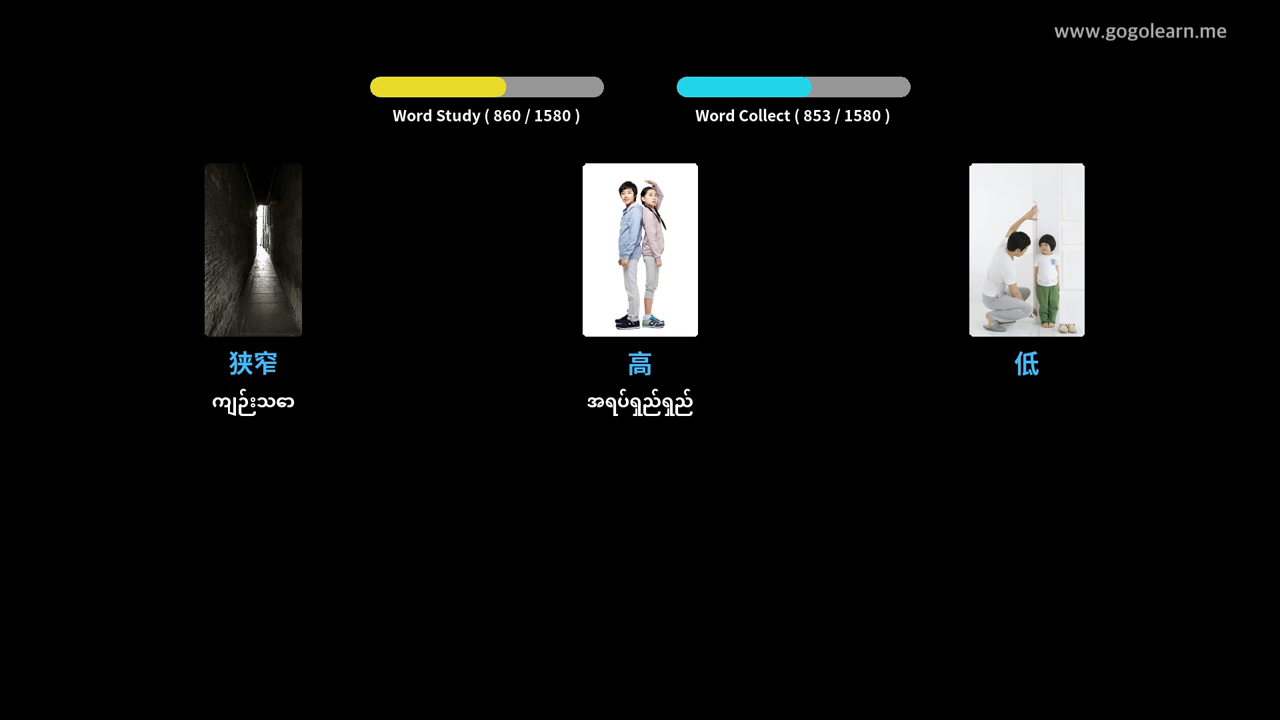 www.gogolearn.me
Word Study ( 860 / 1580 )
Word Collect ( 853 / 1580 )
狭窄
高
低
ကျဉ်းသော
အရပ်ရှည်ရှည်